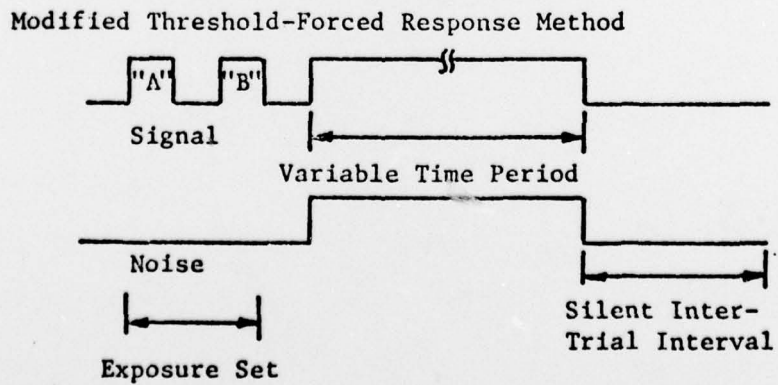 Modified Threshold-Forced Response Method
"A" "B"
Signal
Variable Time Period
Noise
Silent Inter-
Trial Interval
Exposure Set